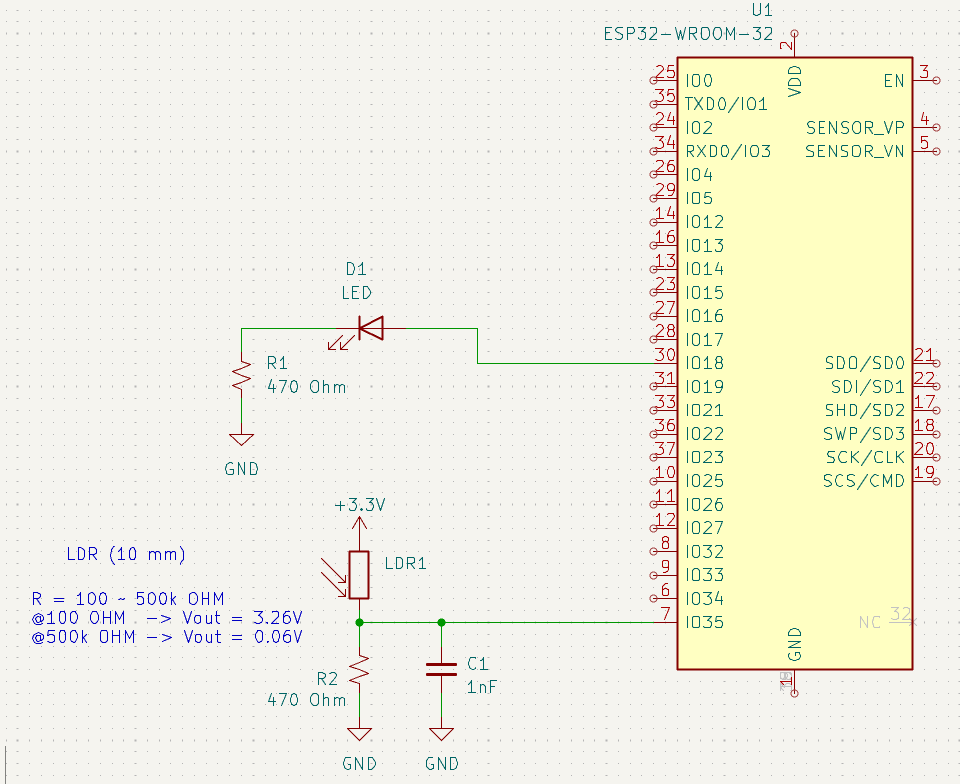 U1
ESP32-WROOM-32
2
VDD
25 IO0
EN 3
35 TXD0/IO1
24 IO2
SENSOR_VP 4
34 RXD0/IO3
SENSOR_VN 5
26 IO4
29 IO5
14 IO12
16 IO13
13 IO14
23 IO15
27 IO16
28 IO17
30 IO18
SDO/SD0 21
31 IO19
SDI/SD1 22
33 IO21
SHD/SD2 17
36 IO22
SWP/SD3 18
37 IO23
SCK/CLK 20
10 IO25
SCS/CMD 19
11 IO26
12 IO27
8 IO32
9 IO33
6 IO34
7 IO35
NC 32
GND
1
D1
LED
R1
470 Ohm
GND
+3.3V
LDR1
LDR (10 mm)
R = 100 ~ 500k OHM
@100 OHM -> Vout = 3.26V
@500k OHM -> Vout = 0.06V
R2
470 Ohm
GND
C1
1nF
GND